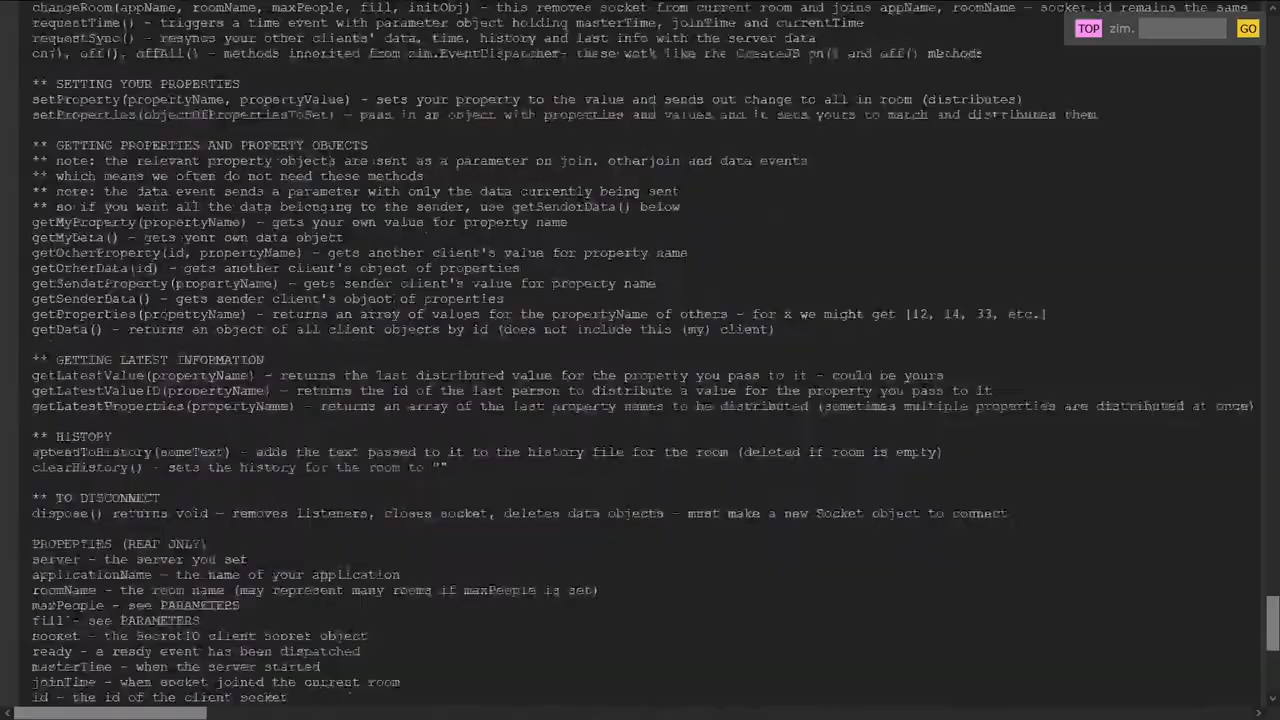 changeRoom(appName, roomName, maxPeople, fill, initObj) - this removes socket from current room and joins appName, roomName - socket.id remains the same
requestTime() - triggers a time event with parameter object holding masterTime, joinTime and currentTime
requestSync() - resyncs your other clients' data, time, history and last info with the server data
on(), off(), offAll() - methods inherited from zim.EventDispatcher- these work like the CreateJS on() and off() methods
TOP zim. GO
** SETTING YOUR PROPERTIES
setProperty(propertyName, propertyValue) - sets your property to the value and sends out change to all in room (distributes)
setProperties(objectOfPropertiesToSet) - pass in an object with properties and values and it sets yours to match and distributes them
** GETTING PROPERTIES AND PROPERTY OBJECTS
** note: the relevant property objects are sent as a parameter on join, otherjoin and data events
** which means we often do not need these methods
** note: the data event sends a parameter with only the data currently being sent
** so if you want all the data belonging to the sender, use getSenderData() below
getMyProperty(propertyName) - gets your own value for property name
getMyData() - gets your own data object
getOtherProperty(id, propertyName) - gets another client's value for property name
getOtherData(id) - gets another client's object of properties
getSenderProperty(propertyName) - gets sender client's value for property name
getSenderData() - gets sender client's object of properties
getProperties(propertyName) - returns an array of values for the propertyName of others - for x we might get [12, 14, 33, etc.]
getData() - returns an object of all client objects by id (does not include this (my) client)
** GETTING LATEST INFORMATION
getLatestValue(propertyName) - returns the last distributed value for the property you pass to it - could be yours
getLatestValueID(propertyName) - returns the id of the last person to distribute a value for the property you pass to it
getLatestProperties(propertyName) - returns an array of the last property names to be distributed (sometimes multiple properties are distributed at once)
** HISTORY
appendToHistory(someText) - adds the text passed to it to the history file for the room (deleted if room is empty)
clearHistory() - sets the history for the room to ""
** TO DISCONNECT
dispose() returns void - removes listeners, closes socket, deletes data objects - must make a new Socket object to connect
PROPERTIES (READ ONLY)
server - the server you set
applicationName - the name of your application
roomName - the room name (may represent many rooms if maxPeople is set)
maxPeople - see PARAMETERS
fill - see PARAMETERS
socket - the SocketIO client socket object
ready - a ready event has been dispatched
masterTime - when the server started
joinTime - when socket joined the current room
id - the id of the client socket